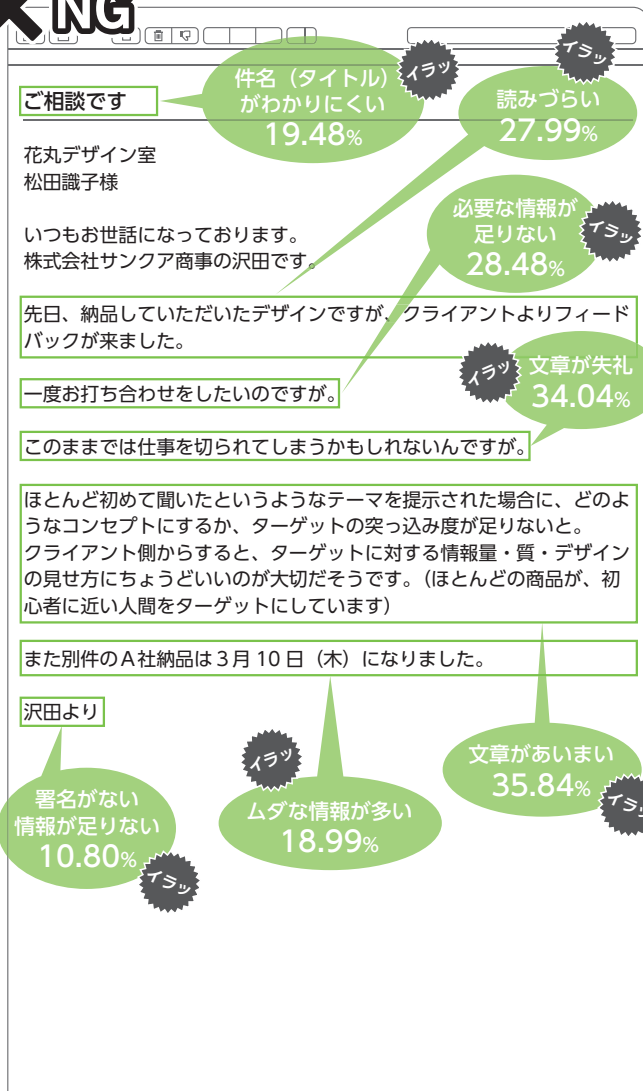 NG
件名（タイトル）
がわかりにくい
19.48%
イラッ
イラッ
読みづらい
27.99%
ご相談です
花丸デザイン室
松田識子様
必要な情報が
足りない
28.48%
イラッ
いつもお世話になっております。
株式会社サンクア商事の沢田です。
先日、納品していただいたデザインですが、クライアントよりフィード
バックが来ました。
イラッ
文章が失礼
34.04%
一度お打ち合わせをしたいのですが。
このままでは仕事を切られてしまうかもしれないんですが。
ほとんど初めて聞いたというようなテーマを提示された場合に、どのよ
うなコンセプトにするか、ターゲットの突っ込み度が足りないと。
クライアント側からすると、ターゲットに対する情報量・質・デザイン
の見せ方にちょうどいいのが大切だそうです。（ほとんどの商品が、初
心者に近い人間をターゲットにしています）
また別件のA社納品は3月10日（木）になりました。
沢田より
署名がない
情報が足りない
10.80%
イラッ
イラッ
ムダな情報が多い
18.99%
文章があいまい
35.84%
イラッ